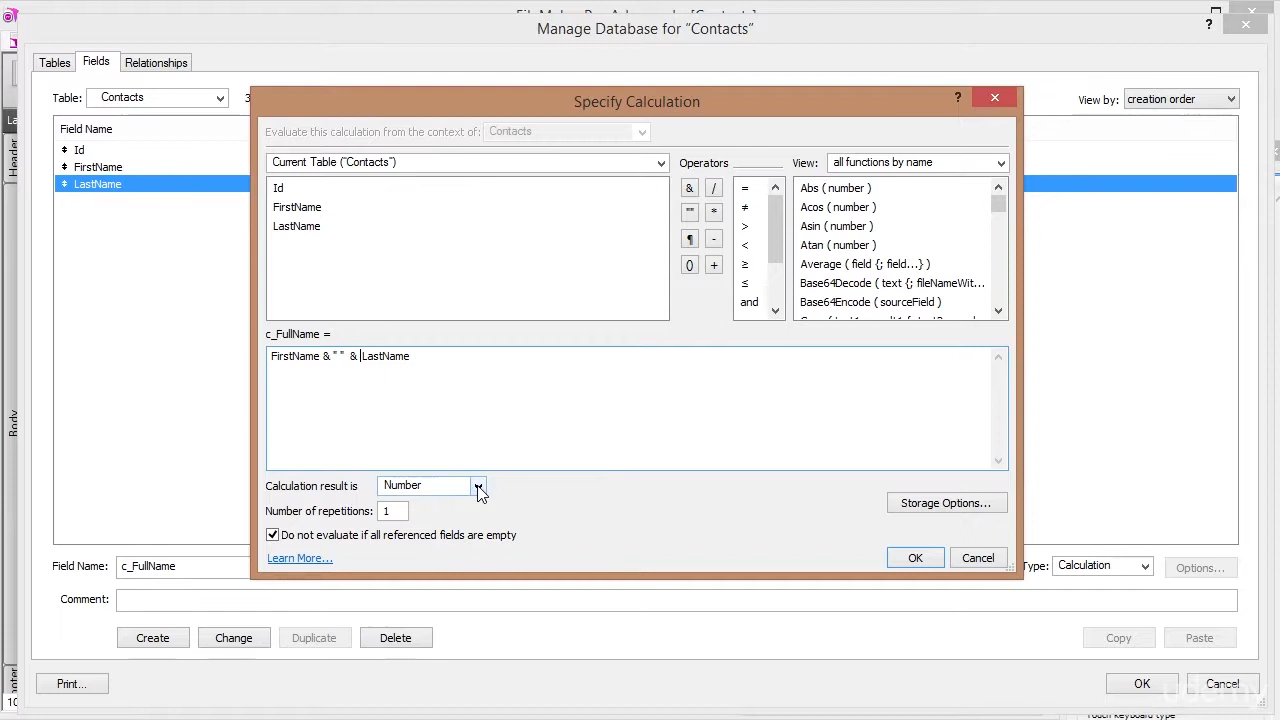 Manage Database for "Contacts"
?
Tables
Fields
Relationships
Table:
Contacts
3
View by:
creation order
Field Name
Id
FirstName
LastName
Specify Calculation
?
Evaluate this calculation from the context of:
Contacts
Current Table ("Contacts")
Operators
View:
all functions by name
Id
FirstName
LastName
& /
"" *
¶ -
() +
=
≠
>
<
≥
≤
and
Abs ( number )
Acos ( number )
Asin ( number )
Atan ( number )
Average ( field {; field...} )
Base64Decode ( text {; fileNameWit...
Base64Encode ( sourceField )
c_FullName =
FirstName & " " & LastName
Calculation result is
Number
Number of repetitions:
1
Storage Options...
Do not evaluate if all referenced fields are empty
Learn More...
OK
Cancel
Field Name:
c_FullName
Type:
Calculation
Options...
Comment:
Create
Change
Duplicate
Delete
Copy
Paste
Print...
OK
Cancel
Header
Body
udemy